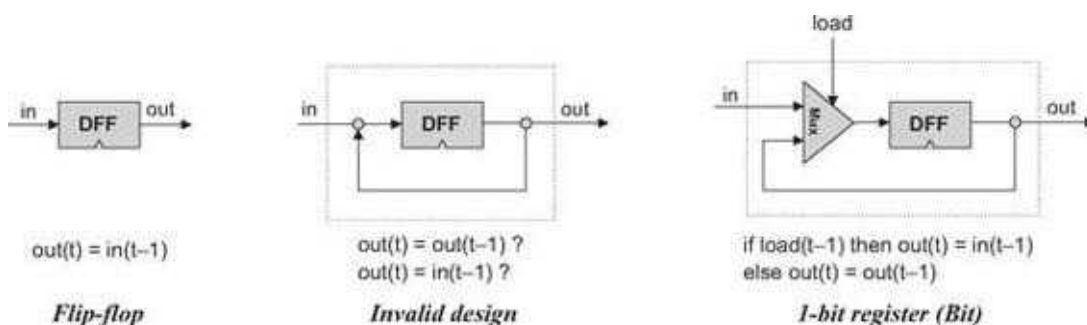 in
DFF
out
out(t) = in(t−1)
Flip-flop
in
DFF
out
out(t) = out(t−1) ?
out(t) = in(t−1) ?
Invalid design
load
in
Mux
DFF
out
if load(t−1) then out(t) = in(t−1)
else out(t) = out(t−1)
1-bit register (Bit)